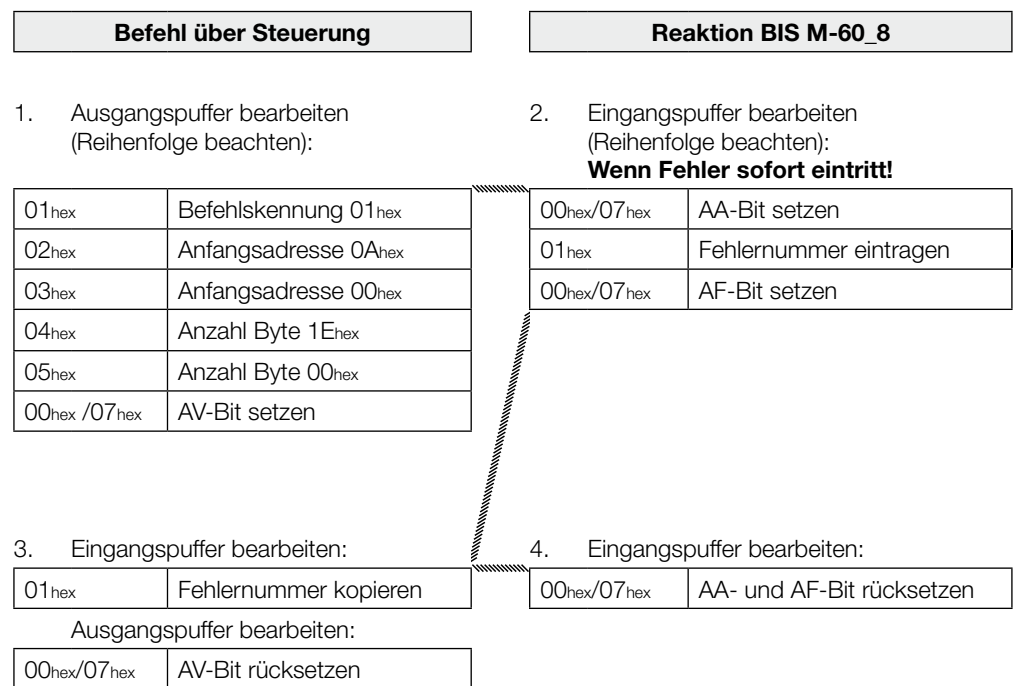 Befehl über Steuerung
Reaktion BIS M-60_8
1. Ausgangspuffer bearbeiten
(Reihenfolge beachten):
2. Eingangspuffer bearbeiten
(Reihenfolge beachten):
Wenn Fehler sofort eintritt!
01hex Befehlskennung 01hex
02hex Anfangsadresse 0Ahex
03hex Anfangsadresse 00hex
04hex Anzahl Byte 1Ehex
05hex Anzahl Byte 00hex
00hex /07hex AV-Bit setzen
00hex/07hex AA-Bit setzen
01hex Fehlernummer eintragen
00hex/07hex AF-Bit setzen
3. Eingangspuffer bearbeiten:
01hex Fehlernummer kopieren
Ausgangspuffer bearbeiten:
00hex/07hex AV-Bit rücksetzen
4. Eingangspuffer bearbeiten:
00hex/07hex AA- und AF-Bit rücksetzen